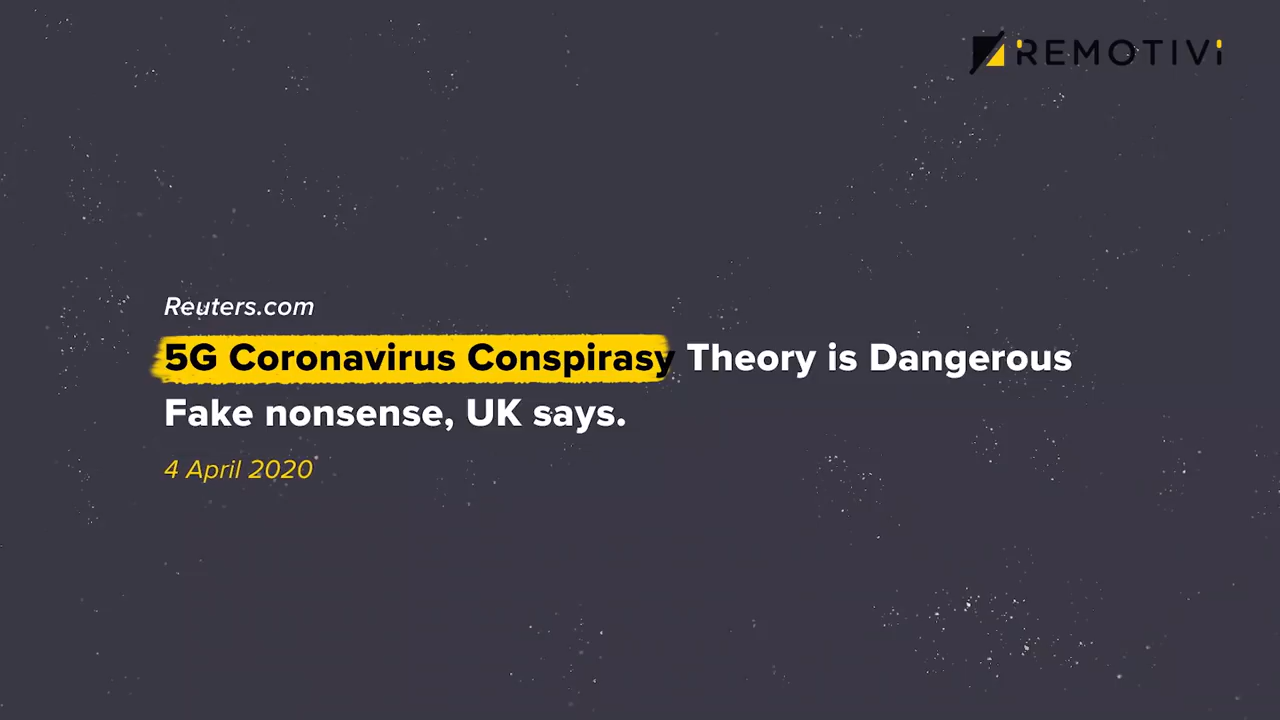 REMOTIVI
Reuters.com
5G Coronavirus Conspirasy Theory is Dangerous
Fake nonsense, UK says.
4 April 2020